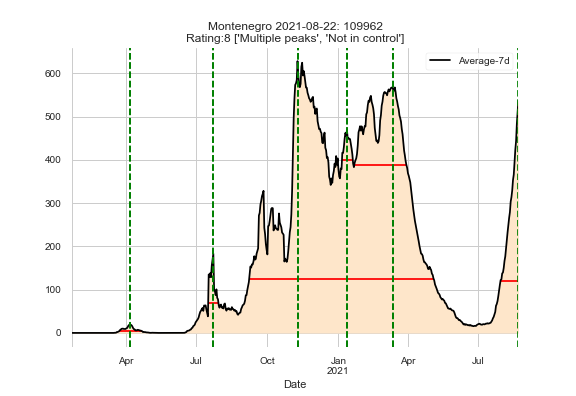 Montenegro 2021-08-22: 109962
Rating:8 ['Multiple peaks', 'Not in control']
Average-7d
600
500
400
300
200
100
0
Apr
Jul
Oct
Jan
2021
Apr
Jul
Date